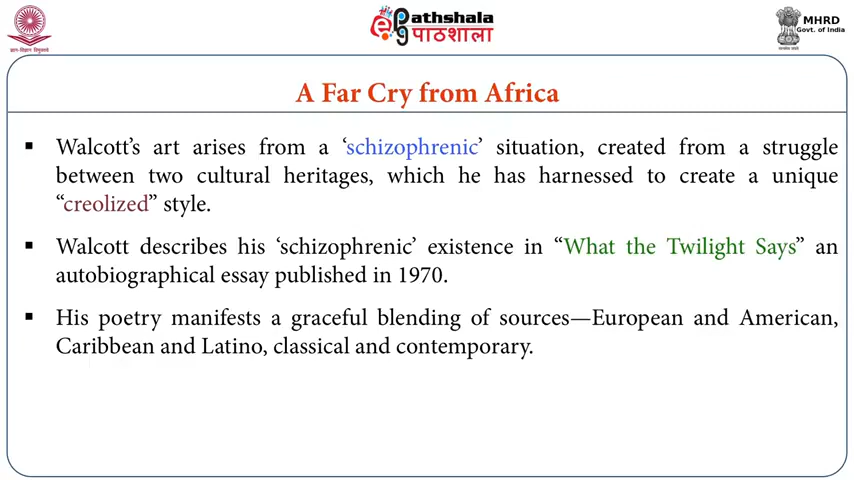 ePathshala
पाठशाला
MHRD
Govt. of India
A Far Cry from Africa
▪ Walcott’s art arises from a ‘schizophrenic’ situation, created from a struggle
between two cultural heritages, which he has harnessed to create a unique
“creolized” style.
▪ Walcott describes his ‘schizophrenic’ existence in “What the Twilight Says” an
autobiographical essay published in 1970.
▪ His poetry manifests a graceful blending of sources—European and American,
Caribbean and Latino, classical and contemporary.